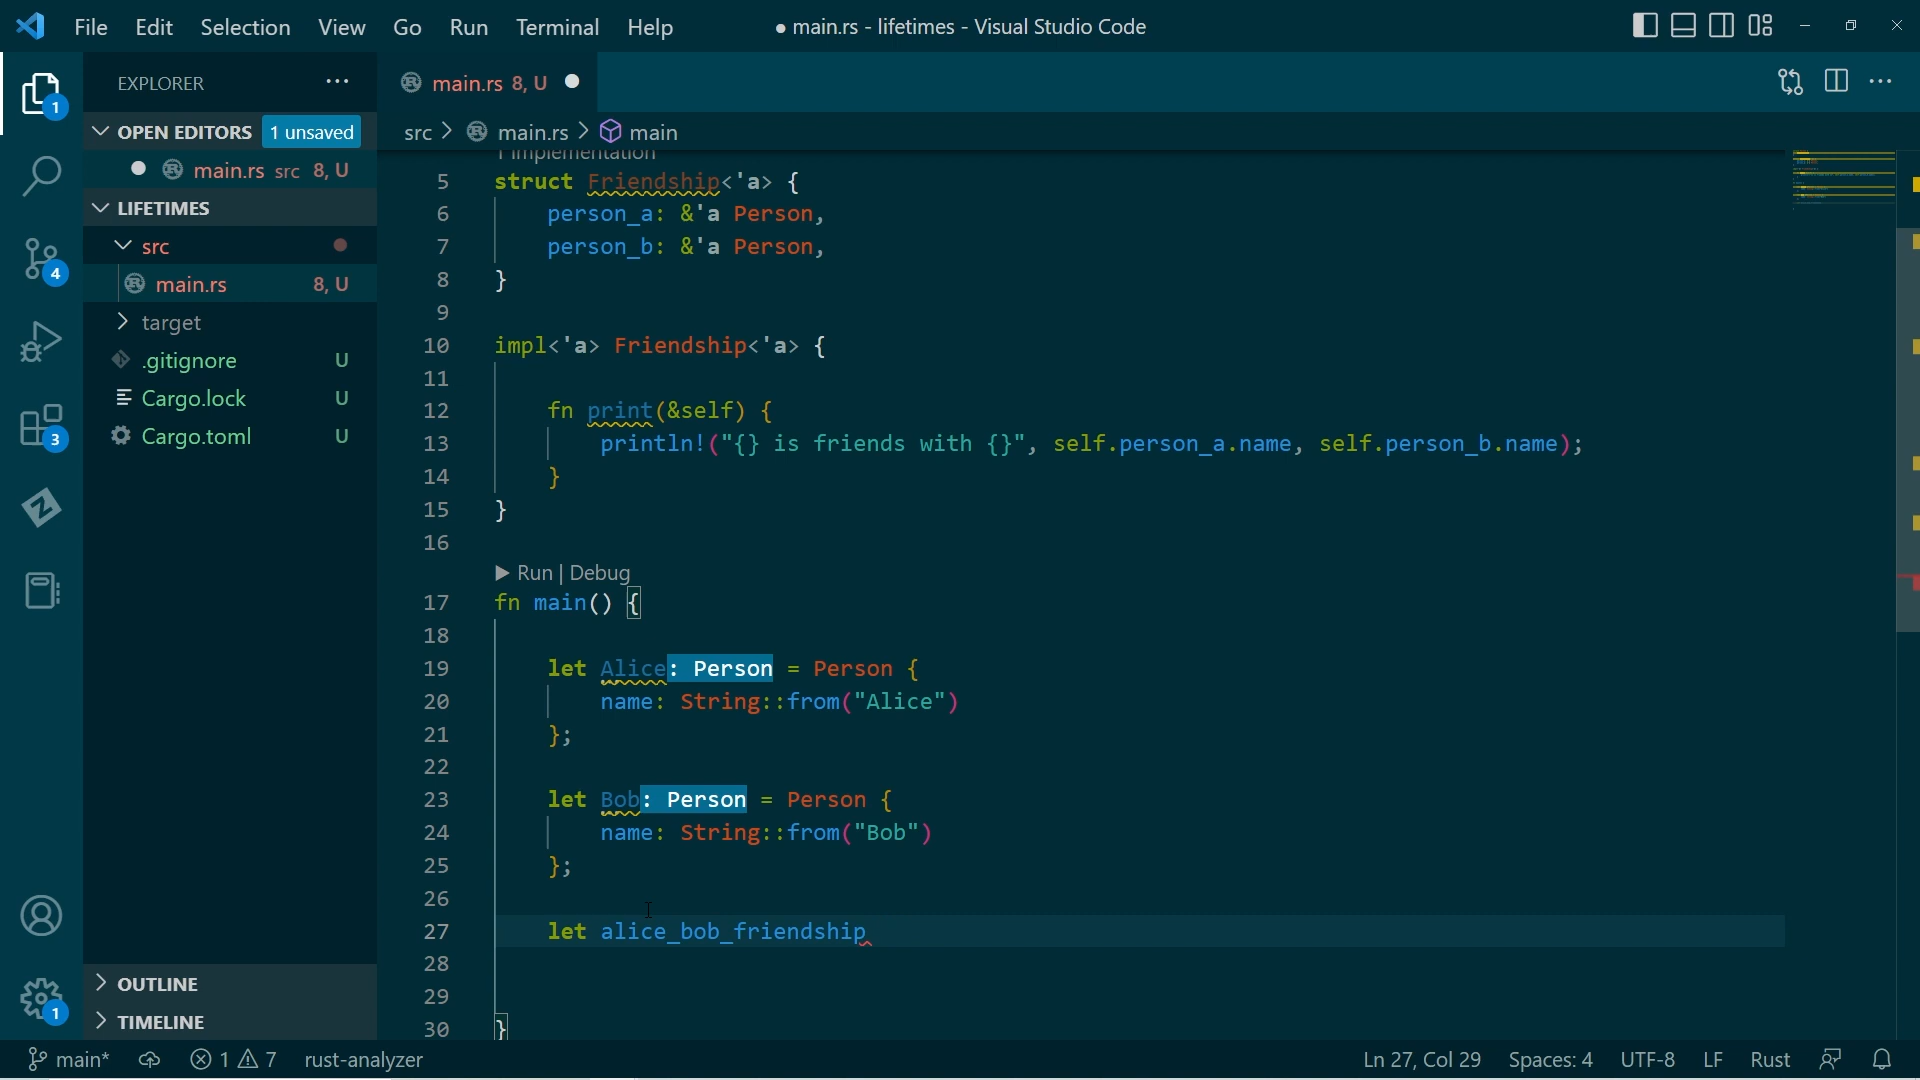 File Edit Selection View Go Run Terminal Help
● main.rs - lifetimes - Visual Studio Code
EXPLORER
main.rs 8, U
OPEN EDITORS 1 unsaved
main.rs src 8, U
LIFETIMES
src
main.rs 8, U
target
.gitignore U
Cargo.lock U
Cargo.toml U
OUTLINE
TIMELINE
1
4
3
1
src > main.rs > main
1 implementation
5 struct Friendship<'a> {
6 person_a: &'a Person,
7 person_b: &'a Person,
8 }
9
10 impl<'a> Friendship<'a> {
11
12 fn print(&self) {
13 println!("{} is friends with {}", self.person_a.name, self.person_b.name);
14 }
15 }
16
▶ Run | Debug
17 fn main() {
18
19 let Alice: Person = Person {
20 name: String::from("Alice")
21 };
22
23 let Bob: Person = Person {
24 name: String::from("Bob")
25 };
26
27 let alice_bob_friendship
28
29
30 }
main* 1 7 rust-analyzer Ln 27, Col 29 Spaces: 4 UTF-8 LF Rust